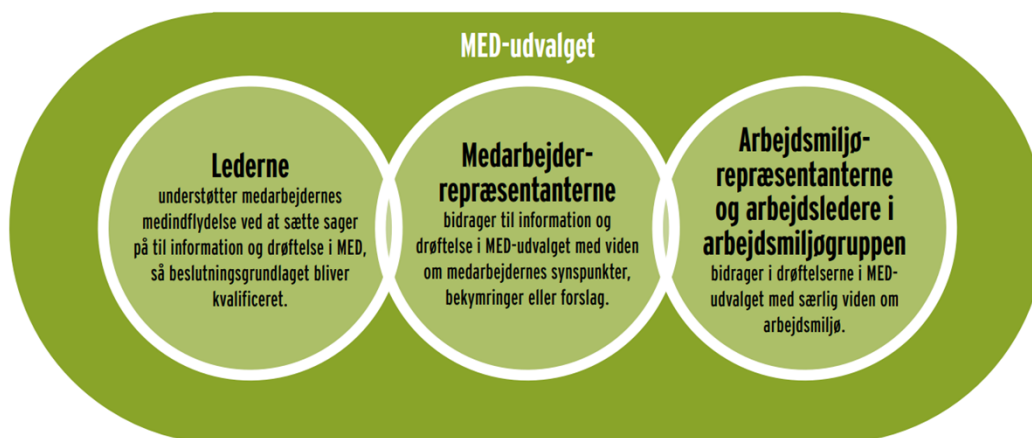 MED-udvalget
Lederne
understøtter medarbejdernes
medindflydelse ved at sætte sager
på til information og drøftelse i MED,
så beslutningsgrundlaget bliver
kvalificeret.
Medarbejder-
repræsentanterne
bidrager til information og
drøftelse i MED-udvalget med viden
om medarbejdernes synspunkter,
bekymringer eller forslag.
Arbejdsmiljø-
repræsentanterne
og arbejdsledere i
arbejdsmiljøgruppen
bidrager i drøftelserne i MED-
udvalget med særlig viden om
arbejdsmiljø.